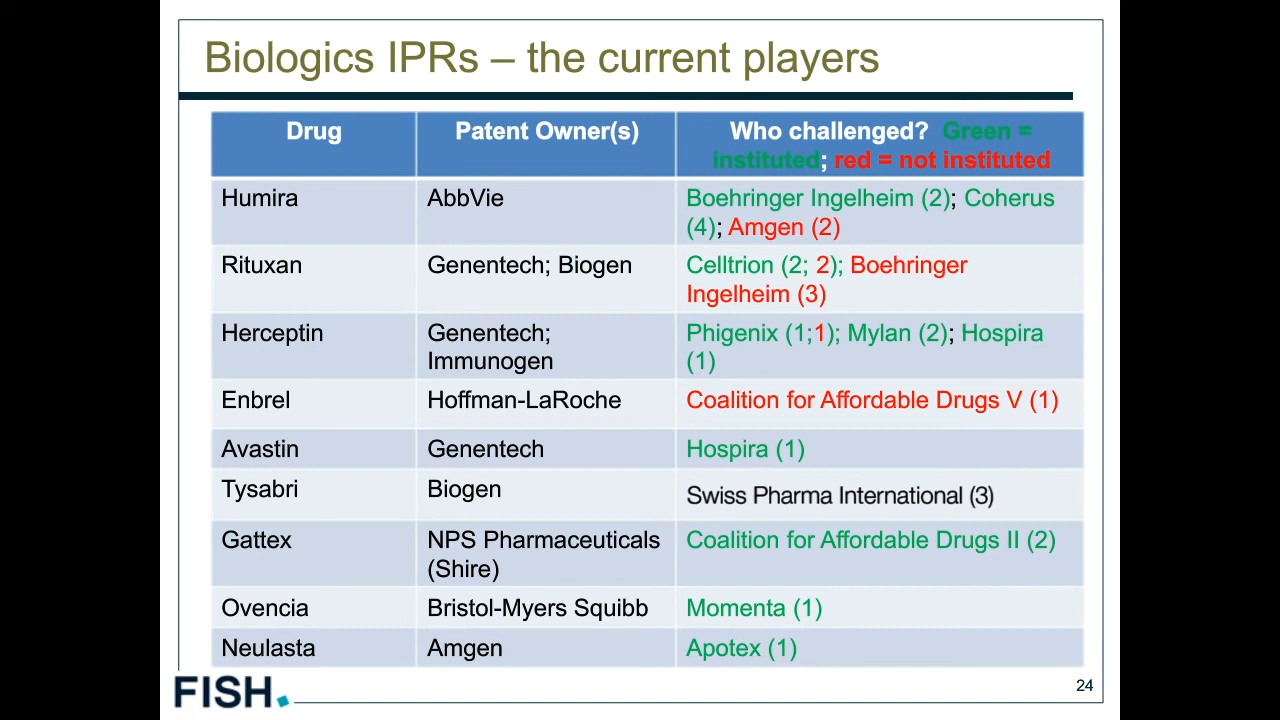 Biologics IPRs – the current players
Drug
Patent Owner(s)
Who challenged? Green =
instituted; red = not instituted
Humira
AbbVie
Boehringer Ingelheim (2); Coherus
(4); Amgen (2)
Rituxan
Genentech; Biogen
Celltrion (2; 2); Boehringer
Ingelheim (3)
Herceptin
Genentech;
Immunogen
Phigenix (1;1); Mylan (2); Hospira
(1)
Enbrel
Hoffman-LaRoche
Coalition for Affordable Drugs V (1)
Avastin
Genentech
Hospira (1)
Tysabri
Biogen
Swiss Pharma International (3)
Gattex
NPS Pharmaceuticals
(Shire)
Coalition for Affordable Drugs II (2)
Ovencia
Bristol-Myers Squibb
Momenta (1)
Neulasta
Amgen
Apotex (1)
FISH.
24